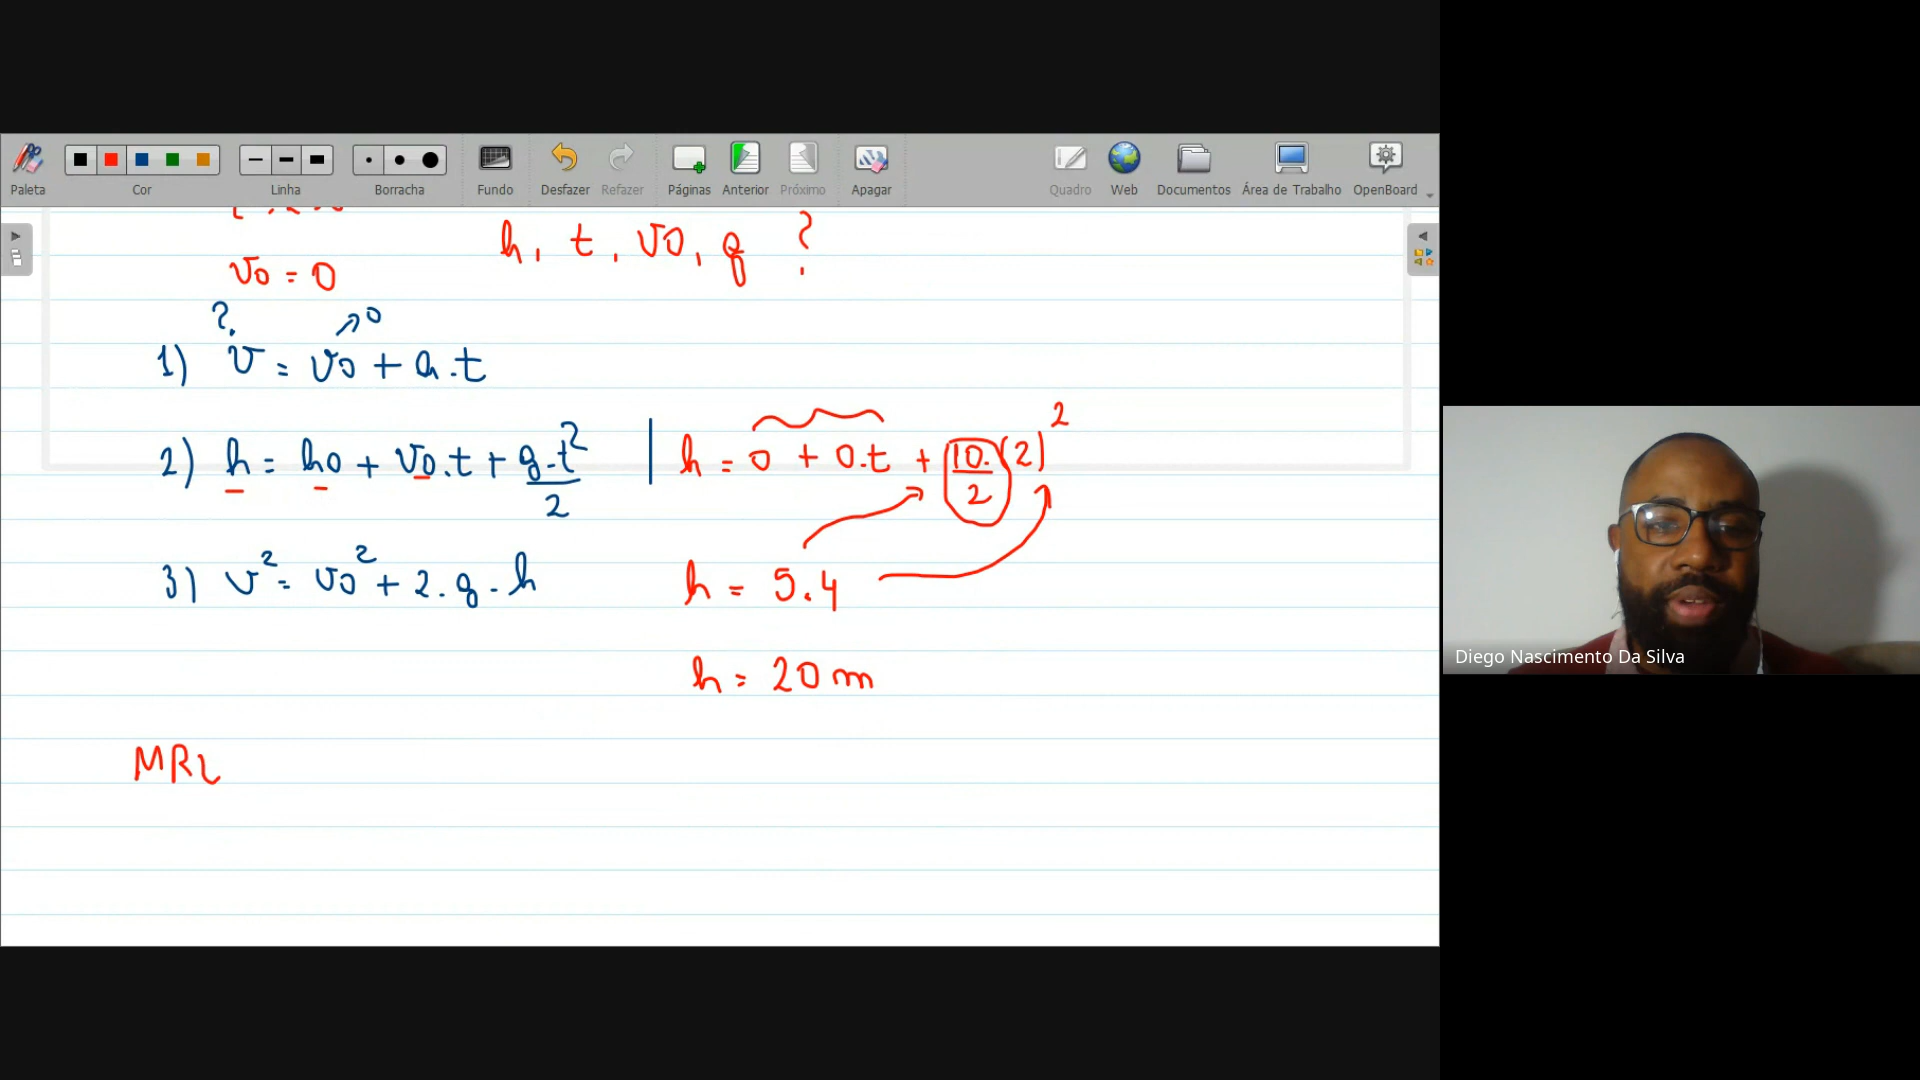 Paleta
Cor
Linha
Borracha
Fundo
Desfazer
Refazer
Páginas
Anterior
Próximo
Apagar
Quadro
Web
Documentos
Área de Trabalho
OpenBoard
h, t, v0, g ?
v0 = 0
?
0
1) v = v0 + a.t
2) h = h0 + v0.t + g.t²/2
h = 0 + 0.t + 10/2.(2)²
3) v² = v0² + 2.g.h
h = 5.4
h = 20 m
MRU
Diego Nascimento Da Silva